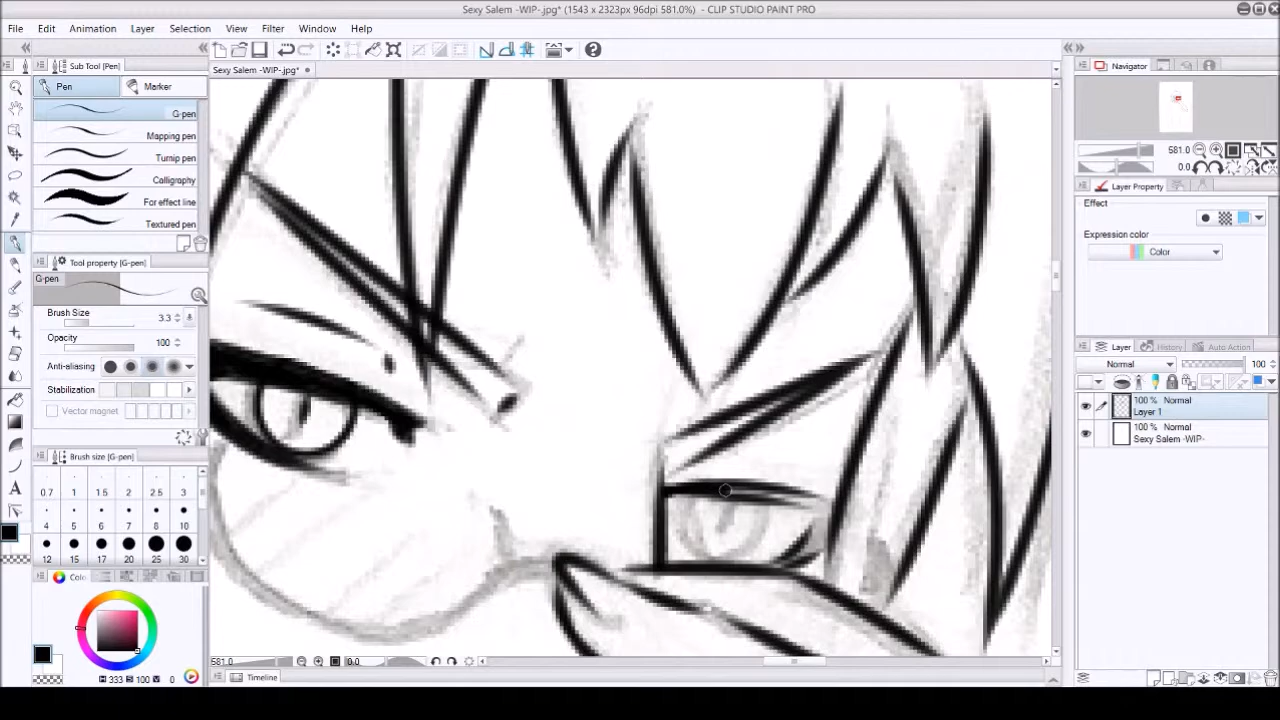 Sexy Salem -WIP-.jpg* (1543 x 2323px 96dpi 581.0%) - CLIP STUDIO PAINT PRO
File Edit Animation Layer Selection View Filter Window Help
Sub Tool [Pen]
Sexy Salem -WIP-.jpg*
Navigator
Pen
Marker
G-pen
Mapping pen
Turnip pen
Calligraphy
For effect line
Textured pen
581.0
0.0
Layer Property
Effect
Expression color
Color
Tool property [G-pen]
G-pen
Brush Size 3.3
Opacity 100
Anti-aliasing
Stabilization
Vector magnet
Layer
History
Auto Action
Normal 100
100 % Normal
Layer 1
100 % Normal
Sexy Salem -WIP-
Brush size [G-pen]
0.7 1 1.5 2 2.5 3
4 5 6 7 8 10
12 15 17 20 25 30
A
Colo
333 100 0
581.0 0.0
Timeline